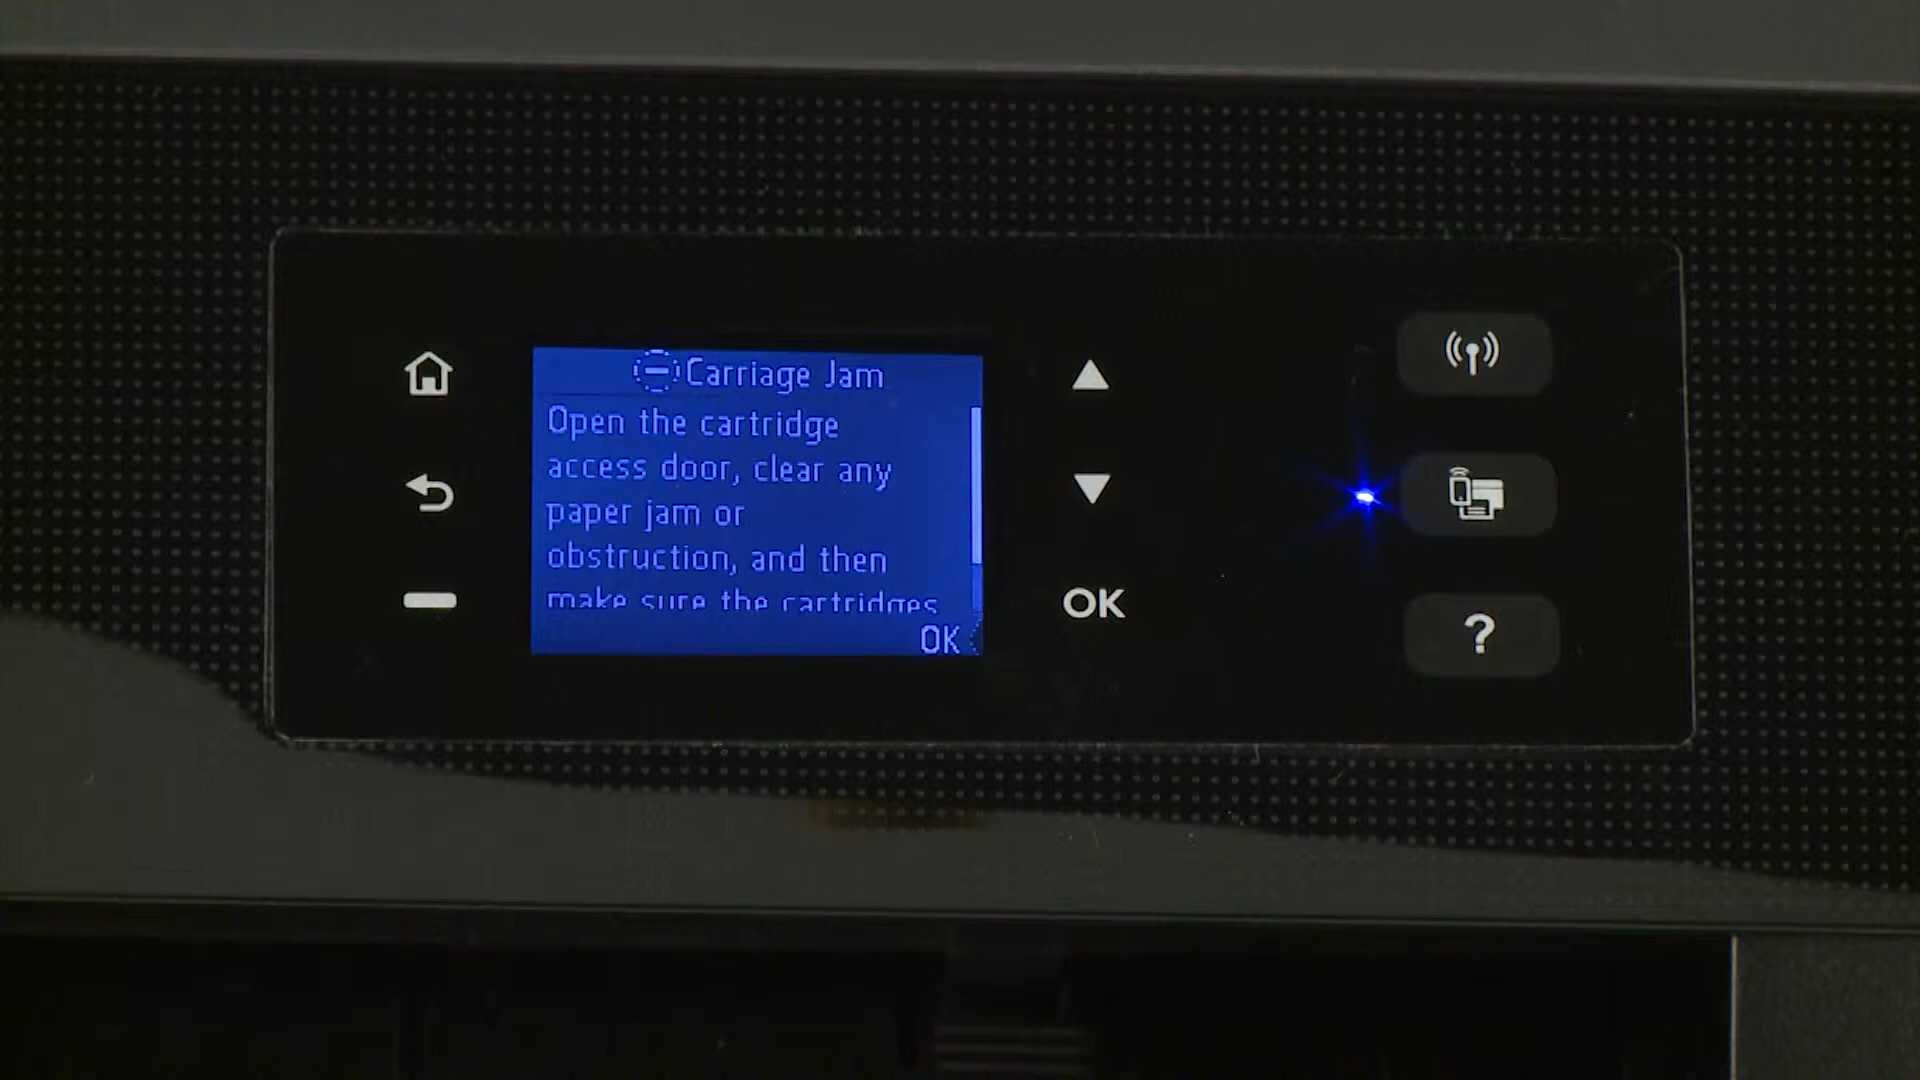 Carriage Jam
Open the cartridge
access door, clear any
paper jam or
obstruction, and then
make sure the cartridges
OK
OK
?